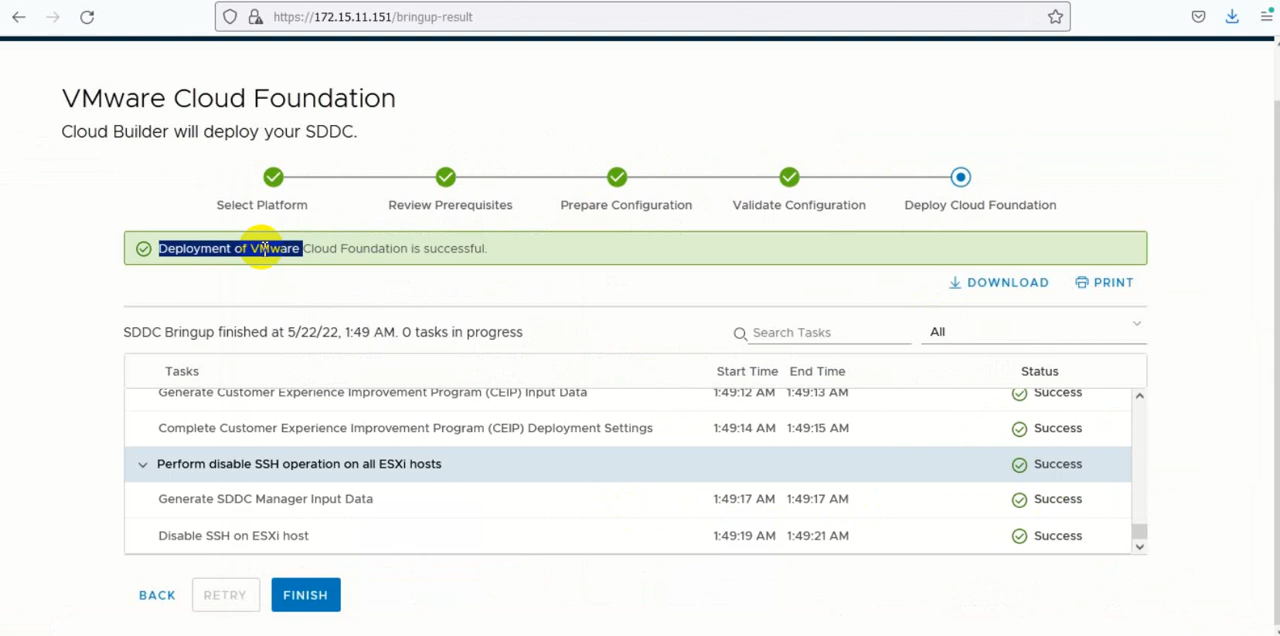 https://172.15.11.151/bringup-result
VMware Cloud Foundation
Cloud Builder will deploy your SDDC.
Select Platform Review Prerequisites Prepare Configuration Validate Configuration Deploy Cloud Foundation
Deployment of VMware Cloud Foundation is successful.
DOWNLOAD PRINT
SDDC Bringup finished at 5/22/22, 1:49 AM. 0 tasks in progress Search Tasks All
Tasks Start Time End Time Status
Generate Customer Experience Improvement Program (CEIP) Input Data 1:49:12 AM 1:49:13 AM Success
Complete Customer Experience Improvement Program (CEIP) Deployment Settings 1:49:14 AM 1:49:15 AM Success
Perform disable SSH operation on all ESXi hosts Success
Generate SDDC Manager Input Data 1:49:17 AM 1:49:17 AM Success
Disable SSH on ESXi host 1:49:19 AM 1:49:21 AM Success
BACK RETRY FINISH